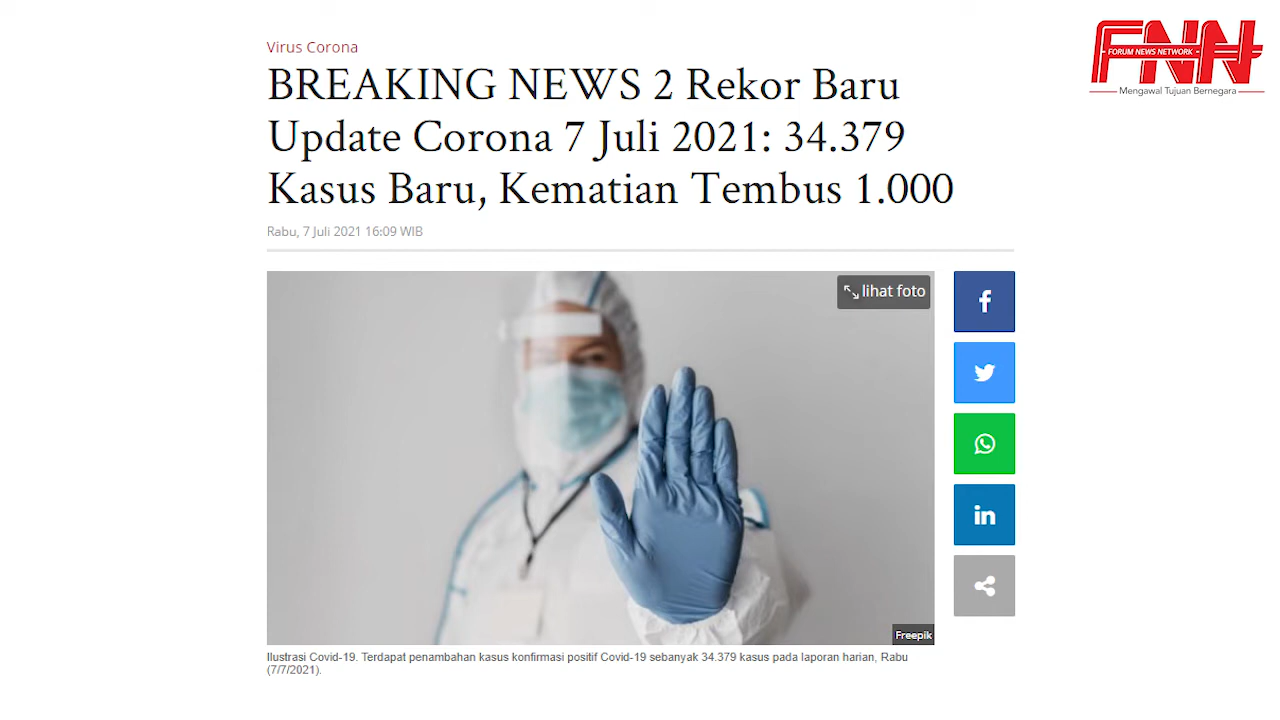 Virus Corona
BREAKING NEWS 2 Rekor Baru
Update Corona 7 Juli 2021: 34.379
Kasus Baru, Kematian Tembus 1.000
Rabu, 7 Juli 2021 16:09 WIB
FNN
FORUM NEWS NETWORK
Mengawal Tujuan Bernegara
lihat foto
f
in
Freepik
Ilustrasi Covid-19. Terdapat penambahan kasus konfirmasi positif Covid-19 sebanyak 34.379 kasus pada laporan harian, Rabu
(7/7/2021).